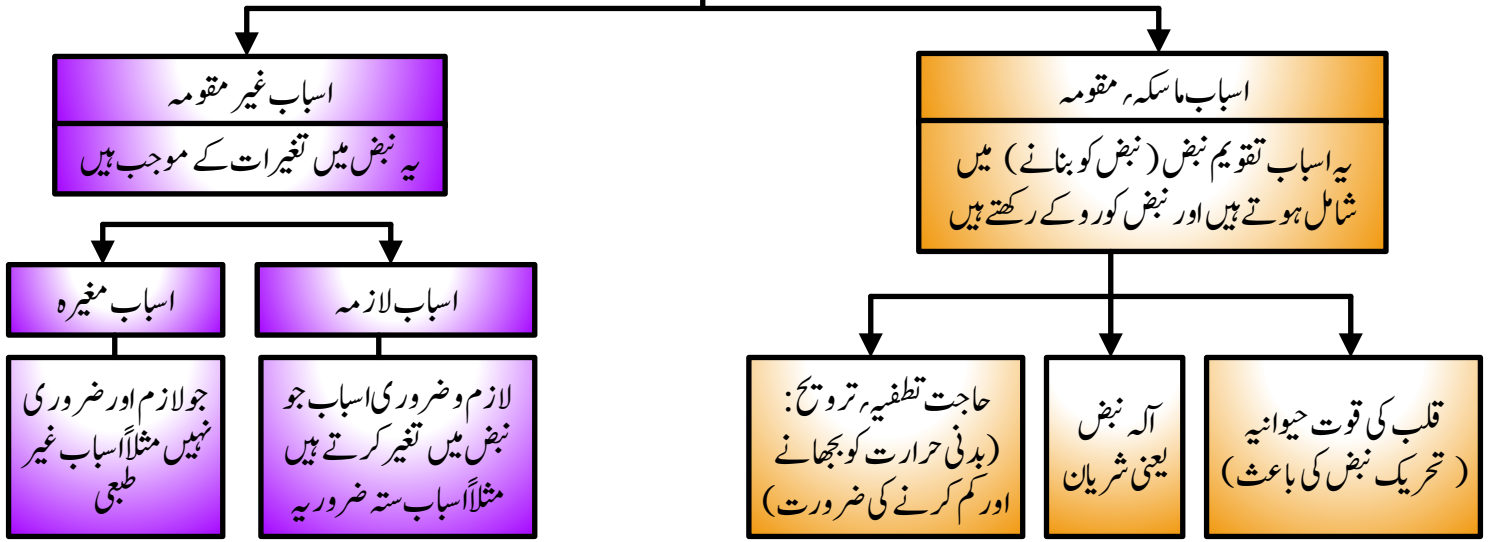 اسباب ماسکہ، مقومہ
یہ اسباب تقویم نبض (نبض کو بنانے) میں
شامل ہوتے ہیں اور نبض کو روکے رکھتے ہیں
قلب کی قوت حیوانیہ
(تحریک نبض کی باعث)
آلہ نبض
یعنی شریان
حاجت تطفیہ، ترویح:
(بدنی حرارت کو بجھانے
اور کم کرنے کی ضرورت)
اسباب غیر مقومہ
یہ نبض میں تغیرات کے موجب ہیں
اسباب لازمہ
لازم و ضروری اسباب جو
نبض میں تغیر کرتے ہیں
مثلاً اسباب ستہ ضروریہ
اسباب مغیرہ
جو لازم اور ضروری
نہیں مثلاً اسباب غیر
طبعی